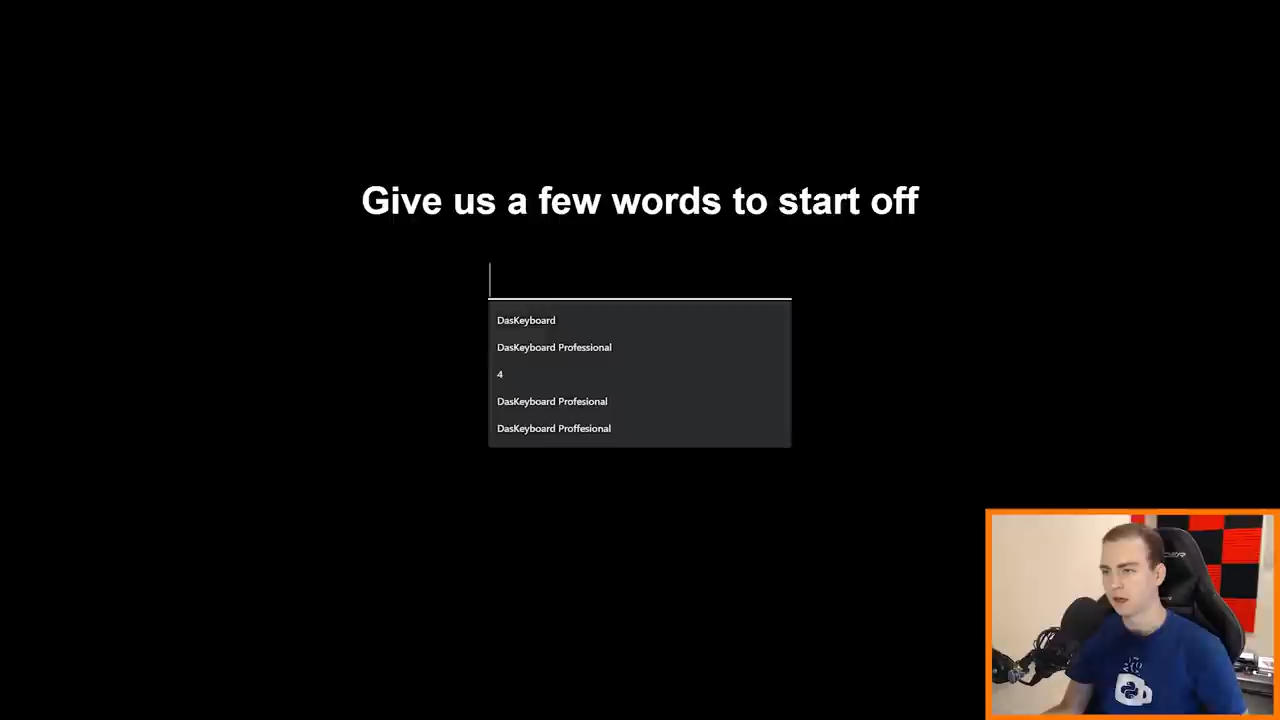 Give us a few words to start off
DasKeyboard
DasKeyboard Professional
4
DasKeyboard Profesional
DasKeyboard Proffesional